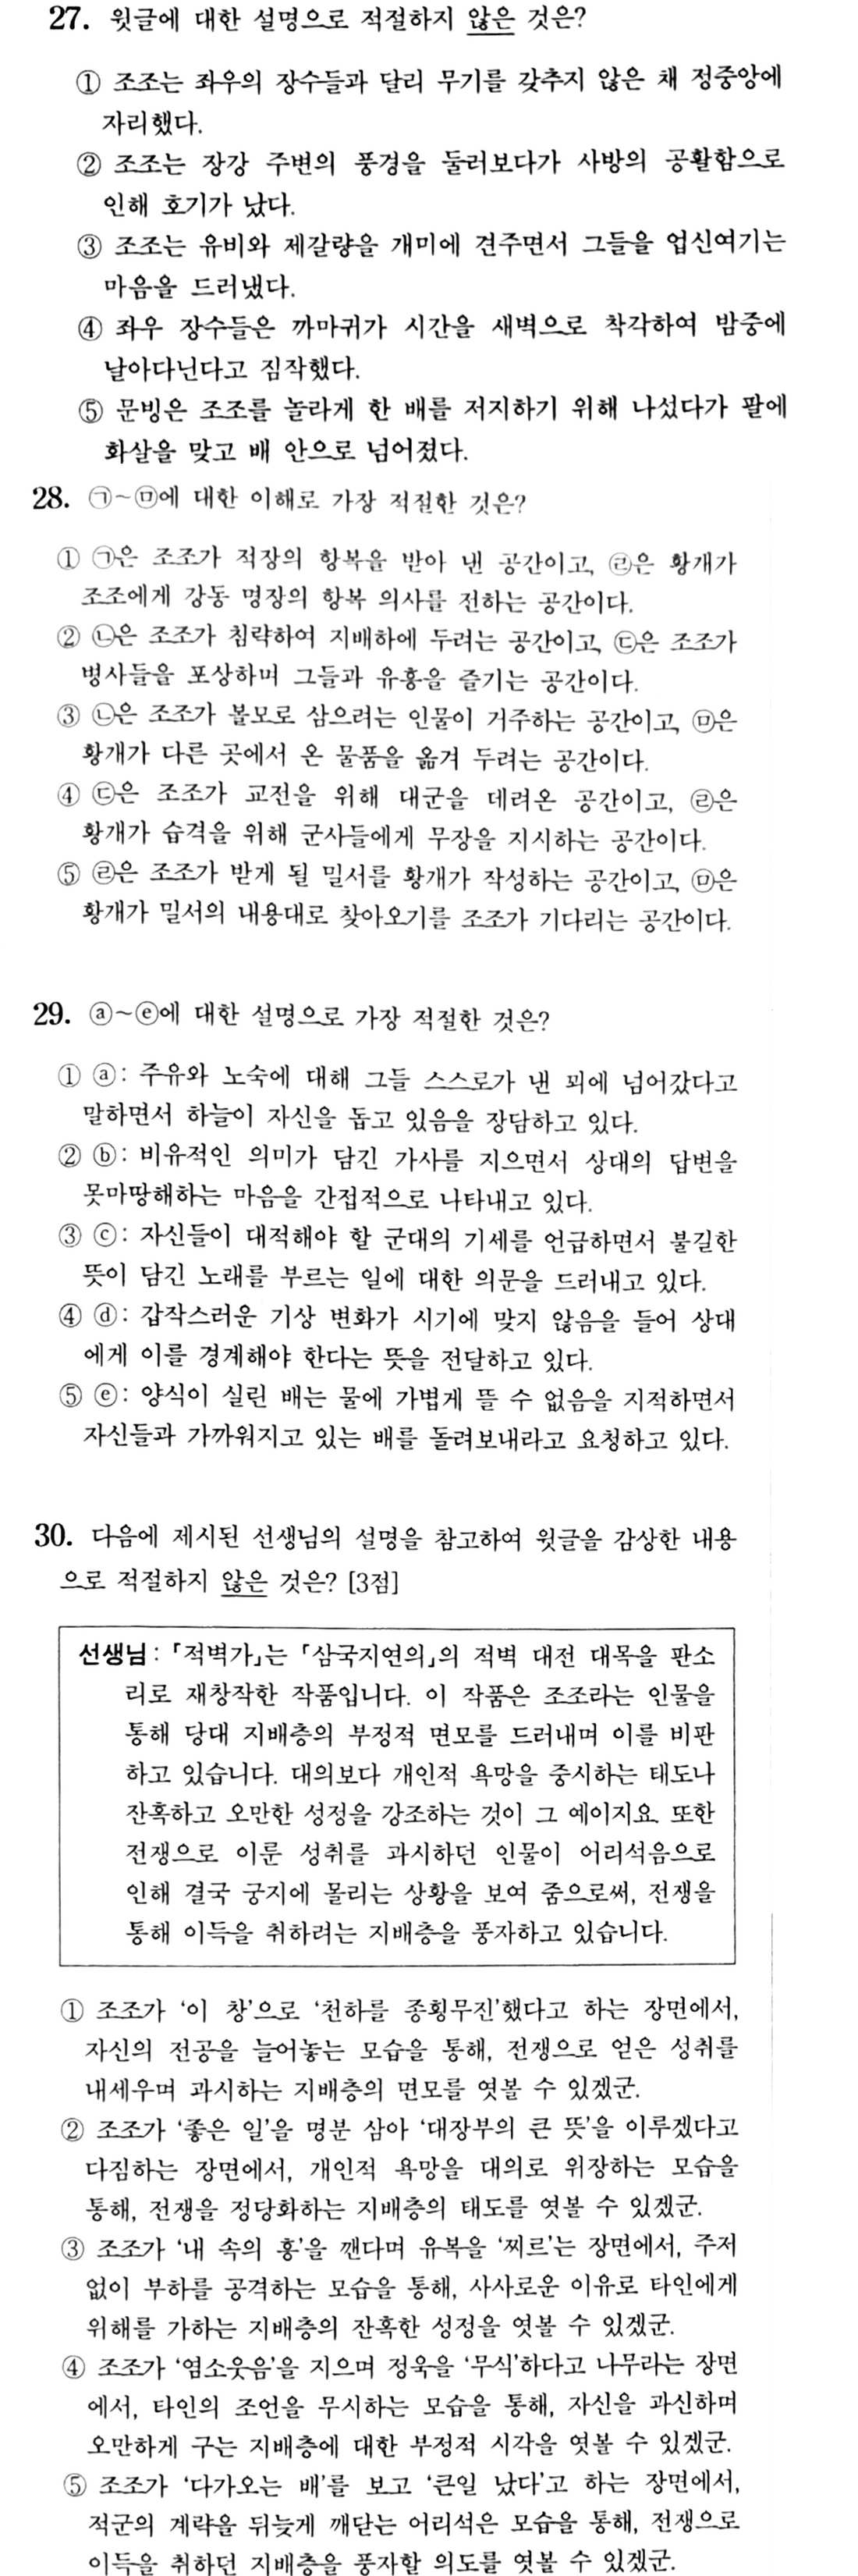 27. 윗글에 대한 설명으로 적절하지 않은 것은?
① 조조는 좌우의 장수들과 달리 무기를 갖추지 않은 채 정중앙에
자리했다.
② 조조는 장강 주변의 풍경을 둘러보다가 사방의 공활함으로
인해 호기가 났다.
③ 조조는 유비와 제갈량을 개미에 견주면서 그들을 업신여기는
마음을 드러냈다.
④ 좌우 장수들은 까마귀가 시간을 새벽으로 착각하여 밤중에
날아다닌다고 짐작했다.
⑤ 문빙은 조조를 놀라게 한 배를 저지하기 위해 나섰다가 팔에
화살을 맞고 배 안으로 넘어졌다.
28. ㉠~㉤에 대한 이해로 가장 적절한 것은?
① ㉠은 조조가 적장의 항복을 받아 낸 공간이고, ㉣은 황개가
조조에게 강동 명장의 항복 의사를 전하는 공간이다.
② ㉡은 조조가 침략하여 지배하에 두려는 공간이고, ㉢은 조조가
병사들을 포상하며 그들과 유흥을 즐기는 공간이다.
③ ㉡은 조조가 볼모로 삼으려는 인물이 거주하는 공간이고, ㉤은
황개가 다른 곳에서 온 물품을 옮겨 두려는 공간이다.
④ ㉢은 조조가 교전을 위해 대군을 데려온 공간이고, ㉣은
황개가 습격을 위해 군사들에게 무장을 지시하는 공간이다.
⑤ ㉣은 조조가 받게 될 밀서를 황개가 작성하는 공간이고, ㉤은
황개가 밀서의 내용대로 찾아오기를 조조가 기다리는 공간이다.
29. ⓐ~ⓔ에 대한 설명으로 가장 적절한 것은?
① ⓐ: 주유와 노숙에 대해 그들 스스로가 낸 꾀에 넘어갔다고
말하면서 하늘이 자신을 돕고 있음을 장담하고 있다.
② ⓑ: 비유적인 의미가 담긴 가사를 지으면서 상대의 답변을
못마땅해하는 마음을 간접적으로 나타내고 있다.
③ ⓒ: 자신들이 대적해야 할 군대의 기세를 언급하면서 불길한
뜻이 담긴 노래를 부르는 일에 대한 의문을 드러내고 있다.
④ ⓓ: 갑작스러운 기상 변화가 시기에 맞지 않음을 들어 상대
에게 이를 경계해야 한다는 뜻을 전달하고 있다.
⑤ ⓔ: 양식이 실린 배는 물에 가볍게 뜰 수 없음을 지적하면서
자신들과 가까워지고 있는 배를 돌려보내라고 요청하고 있다.
30. 다음에 제시된 선생님의 설명을 참고하여 윗글을 감상한 내용
으로 적절하지 않은 것은? [3점]
선생님: 「적벽가」는 「삼국지연의」의 적벽 대전 대목을 판소
리로 재창작한 작품입니다. 이 작품은 조조라는 인물을
통해 당대 지배층의 부정적 면모를 드러내며 이를 비판
하고 있습니다. 대의보다 개인적 욕망을 중시하는 태도나
잔혹하고 오만한 성정을 강조하는 것이 그 예이지요. 또한
전쟁으로 이룬 성취를 과시하던 인물이 어리석음으로
인해 결국 궁지에 몰리는 상황을 보여 줌으로써, 전쟁을
통해 이득을 취하려는 지배층을 풍자하고 있습니다.
① 조조가 ‘이 창’으로 ‘천하를 종횡무진’했다고 하는 장면에서,
자신의 전공을 늘어놓는 모습을 통해, 전쟁으로 얻은 성취를
내세우며 과시하는 지배층의 면모를 엿볼 수 있겠군.
② 조조가 ‘좋은 일’을 명분 삼아 ‘대장부의 큰 뜻’을 이루겠다고
다짐하는 장면에서, 개인적 욕망을 대의로 위장하는 모습을
통해, 전쟁을 정당화하는 지배층의 태도를 엿볼 수 있겠군.
③ 조조가 ‘내 속의 흥’을 깬다며 유복을 ‘찌르’는 장면에서, 주저
없이 부하를 공격하는 모습을 통해, 사사로운 이유로 타인에게
위해를 가하는 지배층의 잔혹한 성정을 엿볼 수 있겠군.
④ 조조가 ‘염소웃음’을 지으며 정욱을 ‘무식’하다고 나무라는 장면
에서, 타인의 조언을 무시하는 모습을 통해, 자신을 과신하며
오만하게 구는 지배층에 대한 부정적 시각을 엿볼 수 있겠군.
⑤ 조조가 ‘다가오는 배’를 보고 ‘큰일 났다’고 하는 장면에서,
적군의 계략을 뒤늦게 깨닫는 어리석은 모습을 통해, 전쟁으로
이득을 취하던 지배층을 풍자할 의도를 엿볼 수 있겠군.